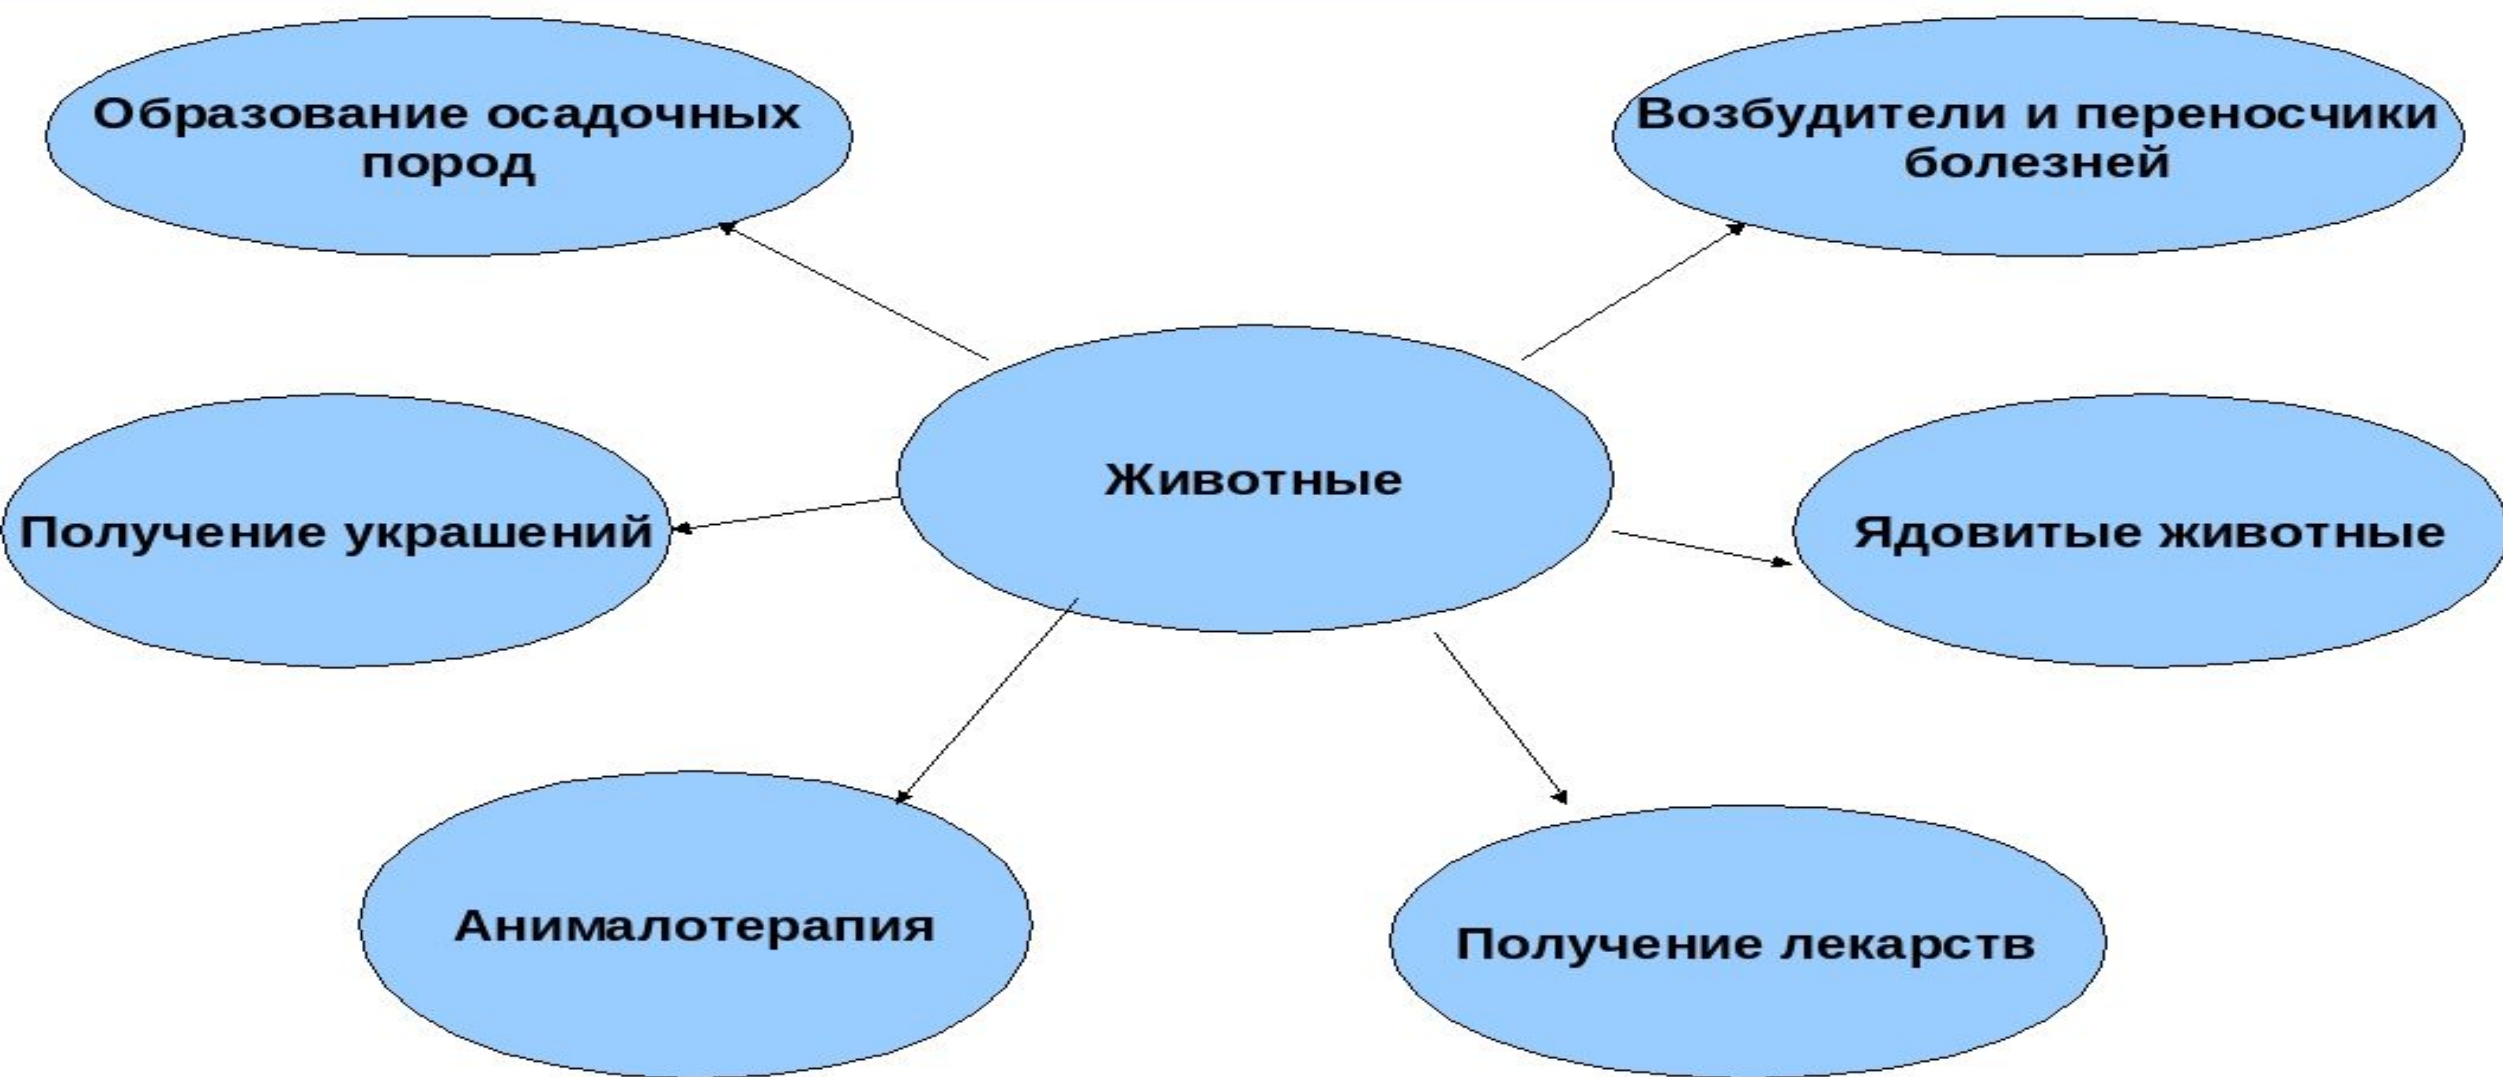 Образование осадочных
пород
Возбудители и переносчики
болезней
Животные
Получение украшений
Ядовитые животные
Анималотерапия
Получение лекарств